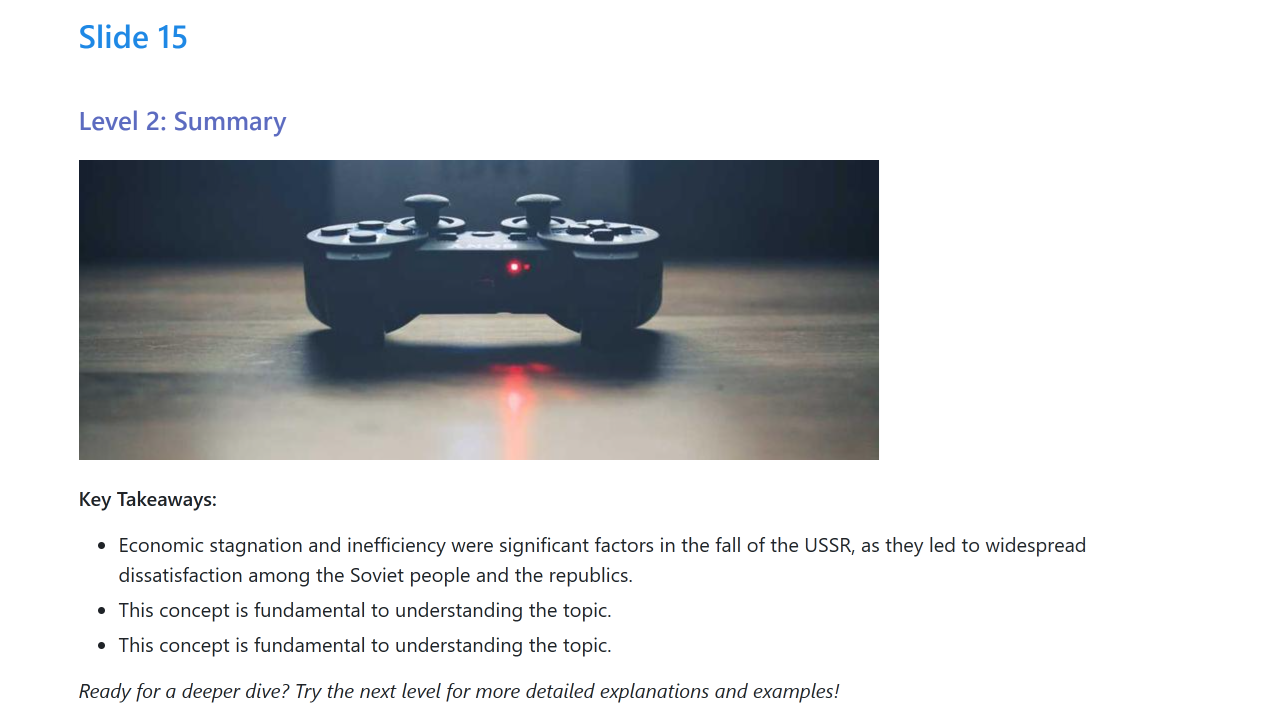 Slide 15
Level 2: Summary
SONY
Key Takeaways:
Economic stagnation and inefficiency were significant factors in the fall of the USSR, as they led to widespread
dissatisfaction among the Soviet people and the republics.
This concept is fundamental to understanding the topic.
This concept is fundamental to understanding the topic.
Ready for a deeper dive? Try the next level for more detailed explanations and examples!